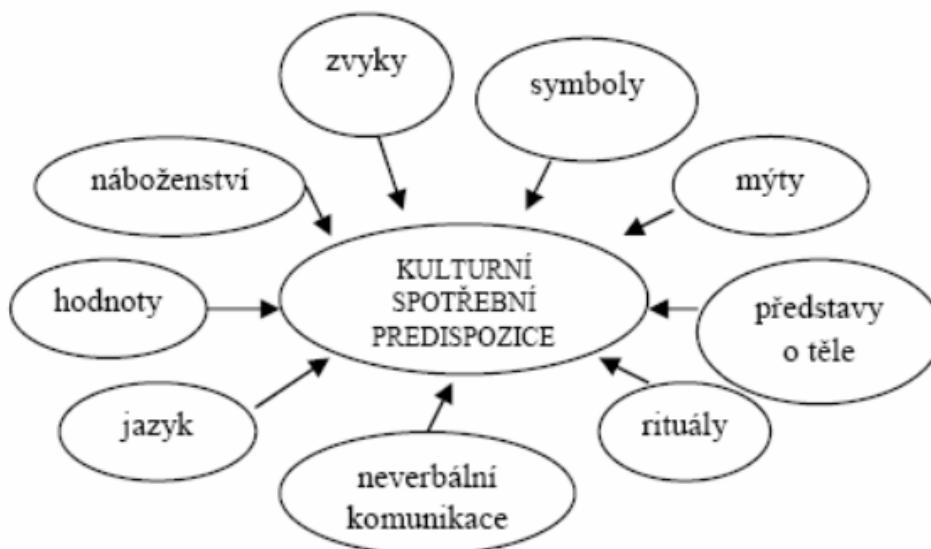 zvyky
symboly
náboženství
mýty
hodnoty
KULTURNÍ
SPOTŘEBNÍ
PREDISPOZICE
představy
o těle
jazyk
rituály
neverbální
komunikace